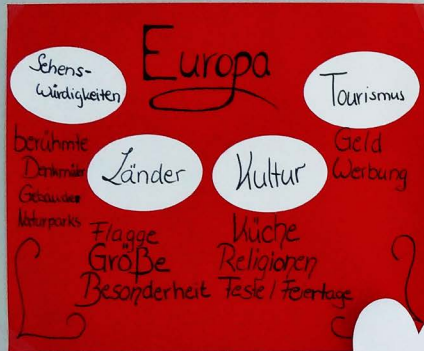 Europa
Sehens-
würdigkeiten
berühmte
Denkmäler
Gebäude
Naturparks
Länder
Flagge
Größe
Besonderheit
Kultur
Küche
Religionen
Feste / Feiertage
Tourismus
Geld
Werbung